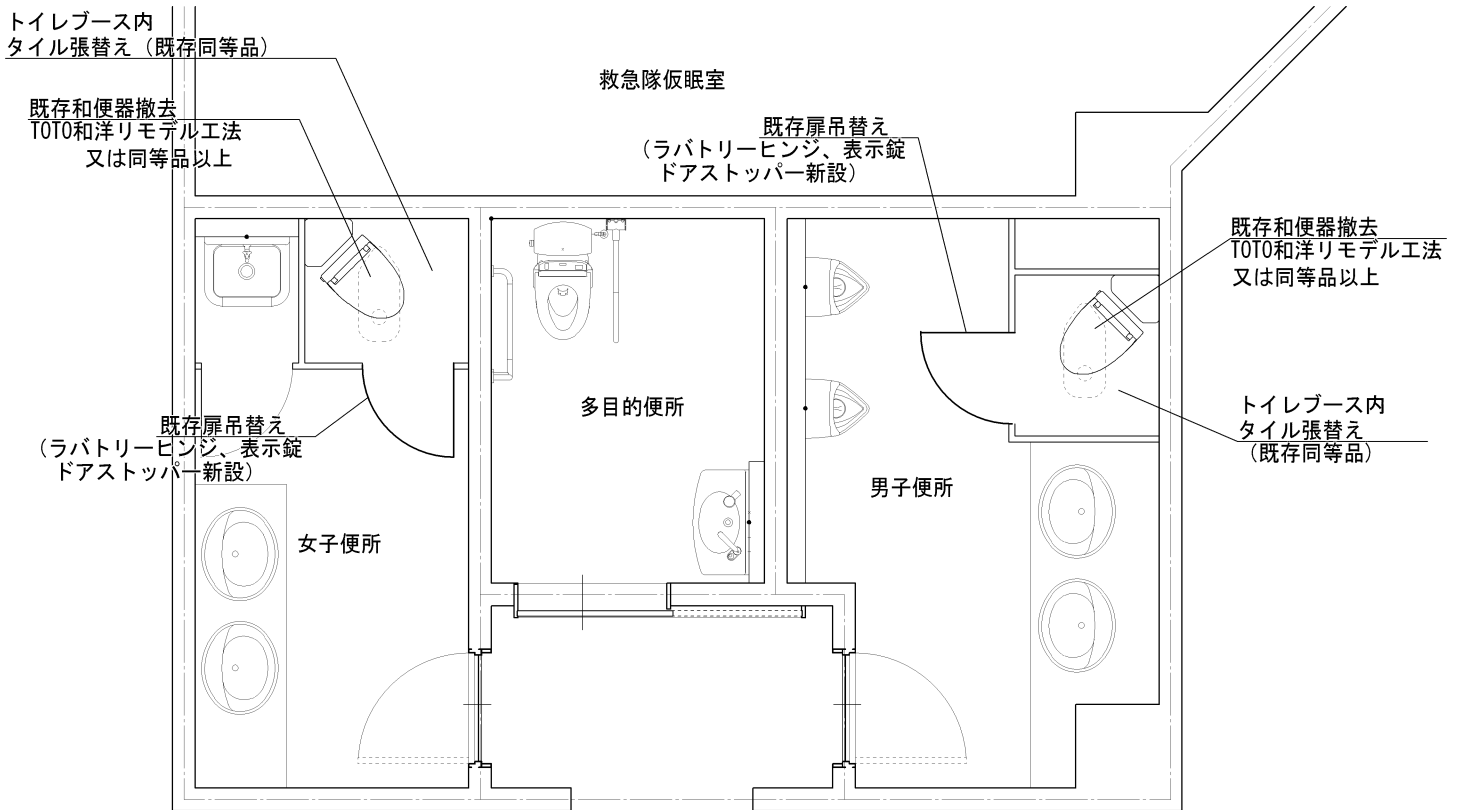 トイレブース内
タイル張替え（既存同等品）
既存和便器撤去
TOTO和洋リモデル工法
又は同等品以上
救急隊仮眠室
既存扉吊替え
（ラバトリーヒンジ、表示錠
ドアストッパー新設）
既存和便器撤去
TOTO和洋リモデル工法
又は同等品以上
既存扉吊替え
（ラバトリーヒンジ、表示錠
ドアストッパー新設）
多目的便所
トイレブース内
タイル張替え
（既存同等品）
男子便所
女子便所